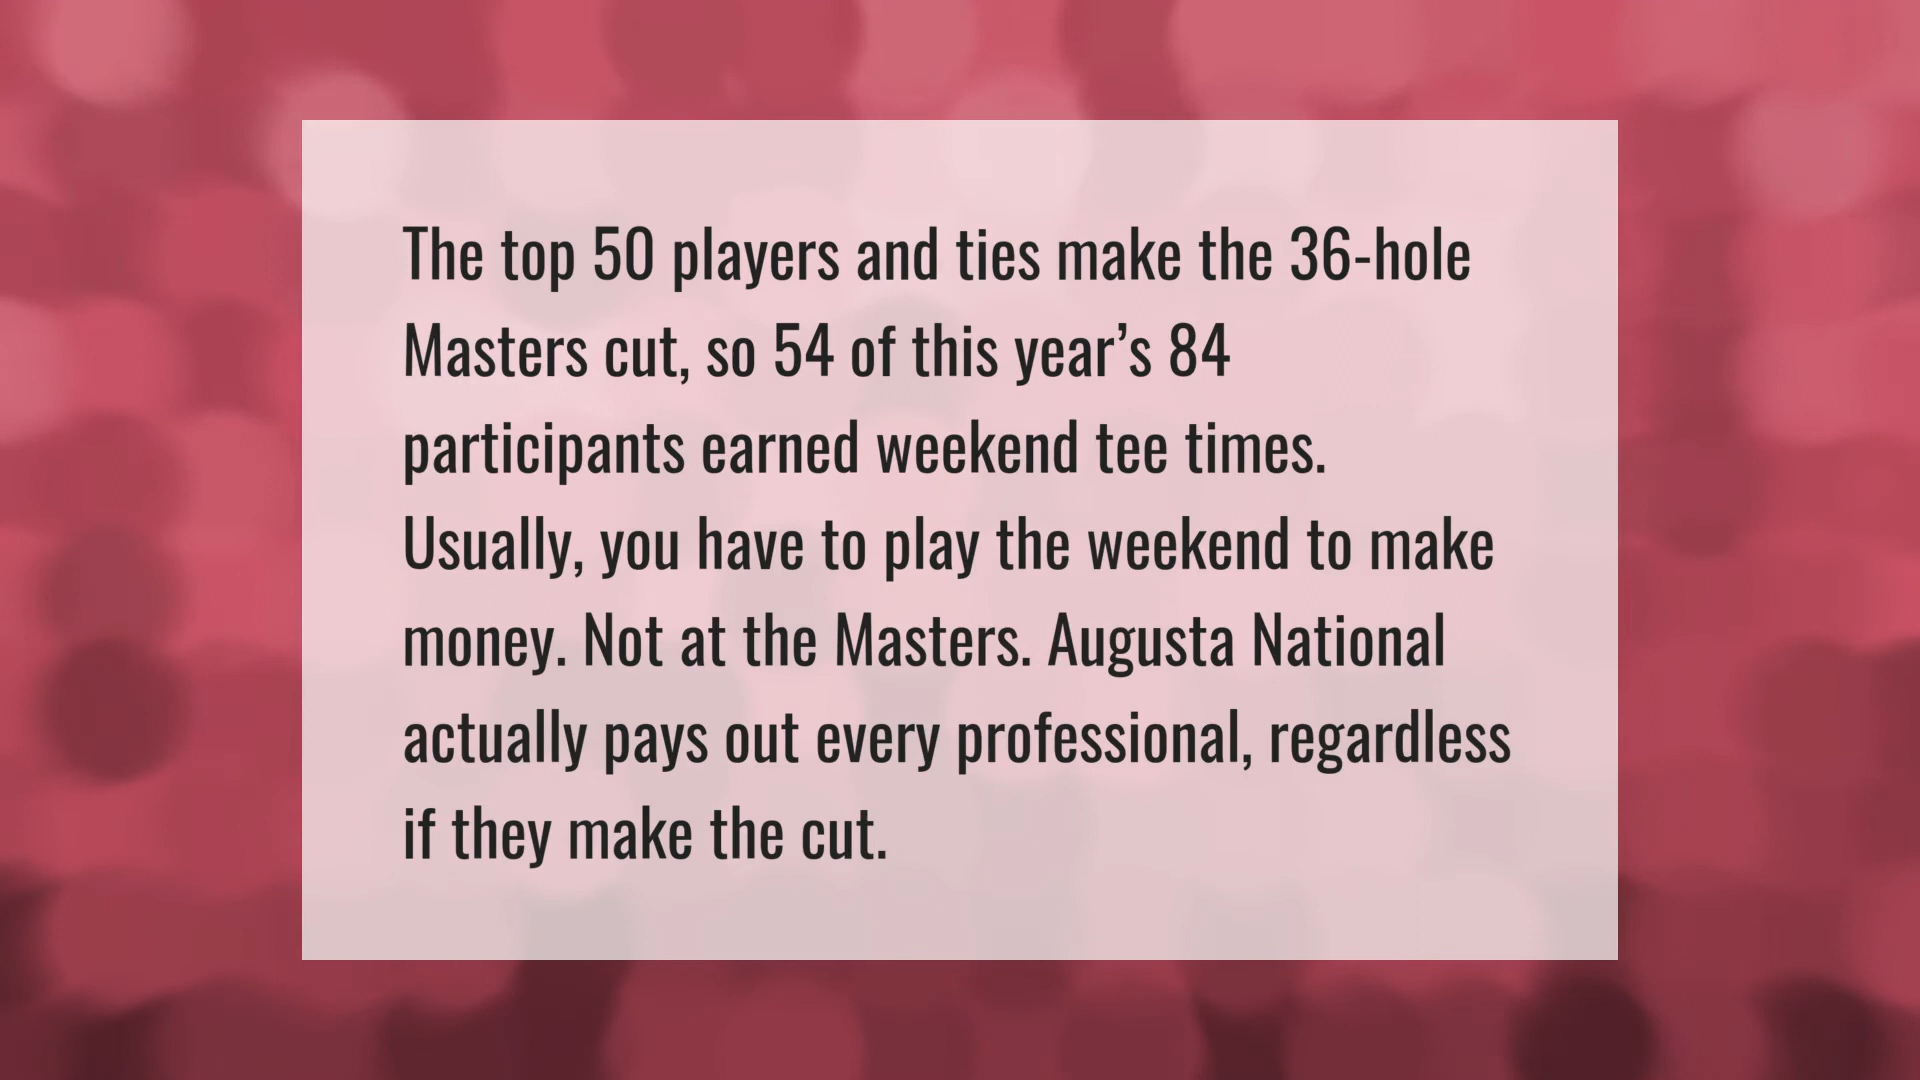 The top 50 players and ties make the 36-hole
Masters cut, so 54 of this year’s 84
participants earned weekend tee times.
Usually, you have to play the weekend to make
money. Not at the Masters. Augusta National
actually pays out every professional, regardless
if they make the cut.